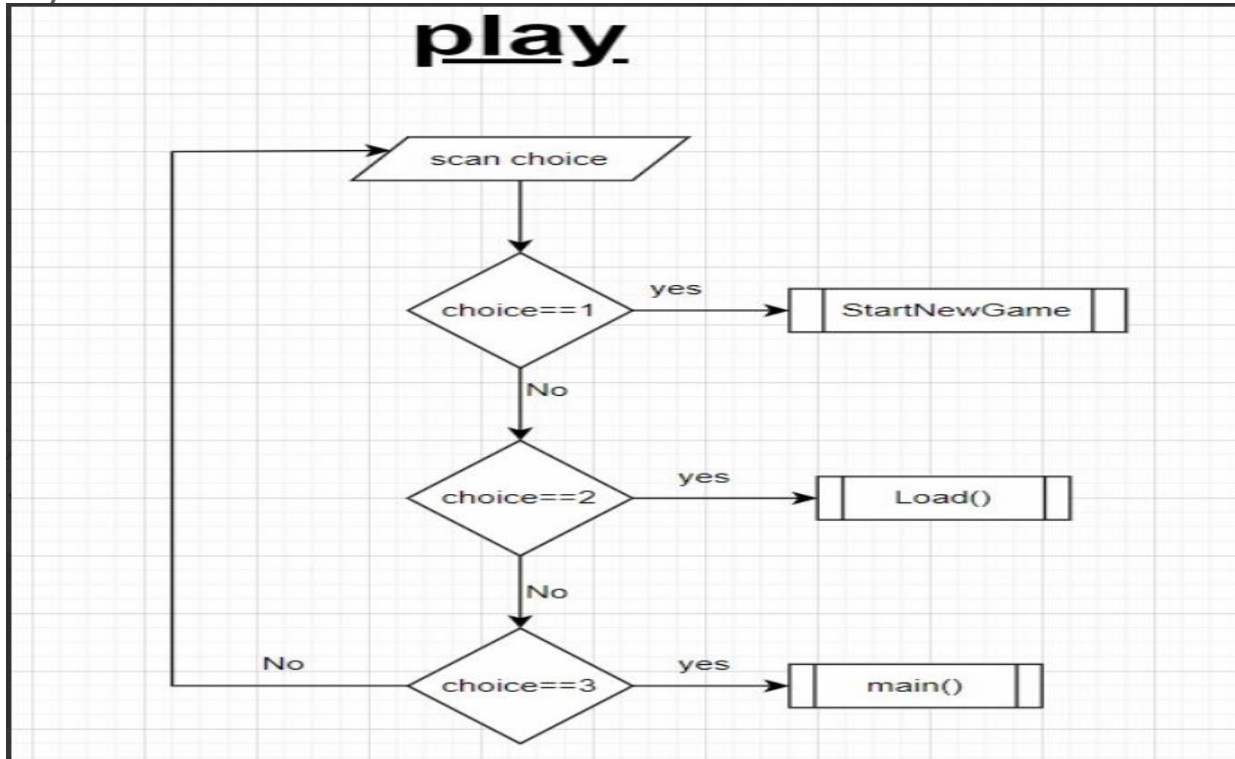 play
scan choice
choice==1
yes
StartNewGame
No
choice==2
yes
Load()
No
choice==3
yes
main()
No